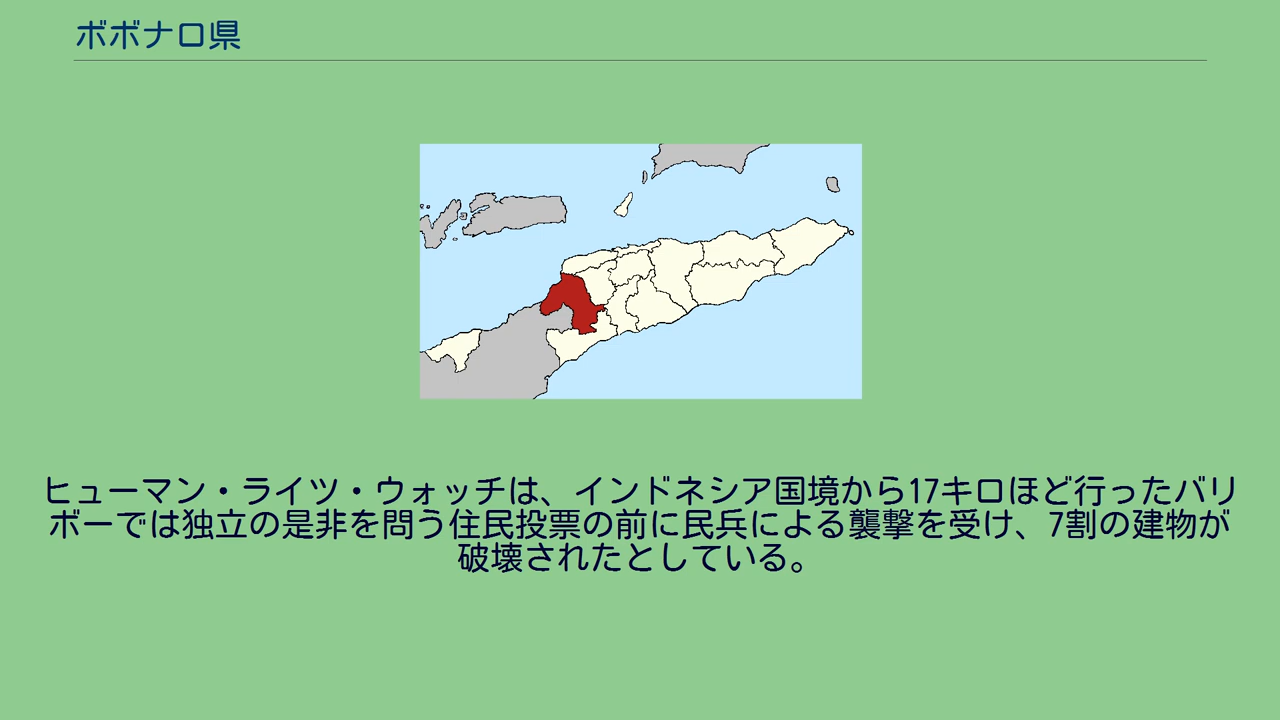 ボボナロ県
ヒューマン・ライツ・ウォッチは、インドネシア国境から17キロほど行ったバリ
ボーでは独立の是非を問う住民投票の前に民兵による襲撃を受け、7割の建物が
破壊されたとしている。